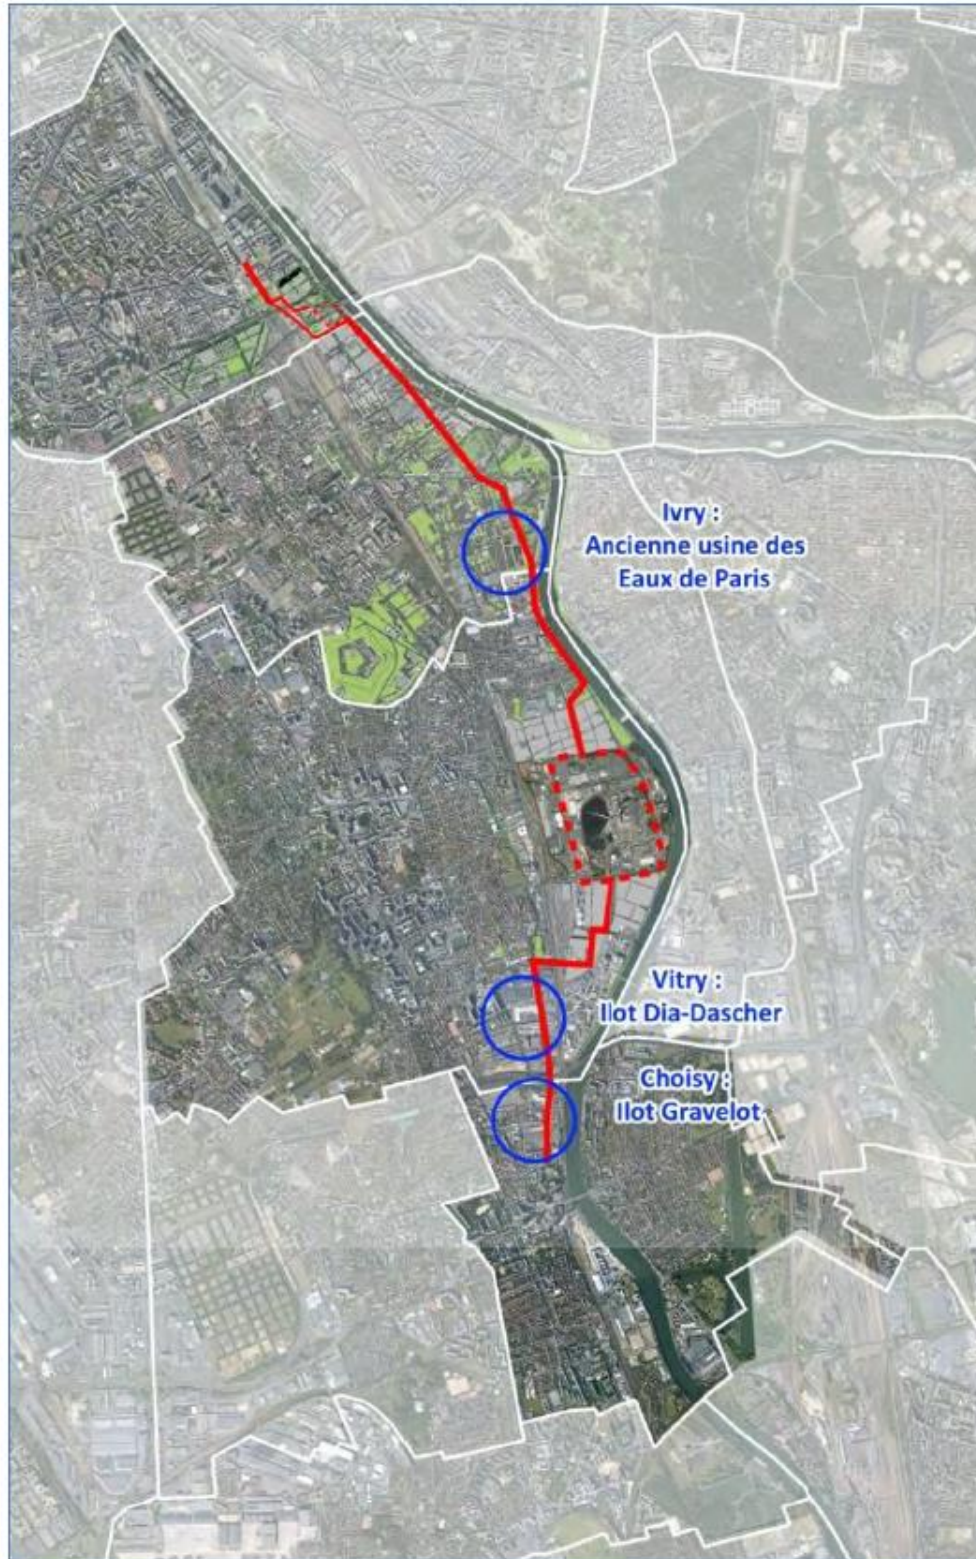 Ivry :
Ancienne usine des
Eaux de Paris
Vitry :
Ilot Dia-Dascher
Choisy :
Ilot Gravelot